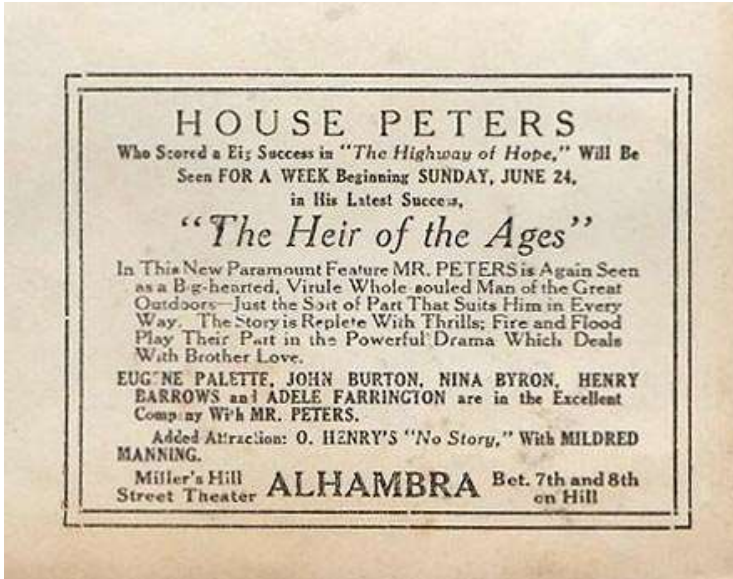 HOUSE PETERS
Who Scored a Big Success in "The Highway of Hope," Will Be
Seen FOR A WEEK Beginning SUNDAY, JUNE 24,
in His Latest Success,
"The Heir of the Ages"
In This New Paramount Feature MR. PETERS is Again Seen
as a Big-hearted, Virule Whole-souled Man of the Great
Outdoors—Just the Sort of Part That Suits Him in Every
Way. The Story is Replete With Thrills; Fire and Flood
Play Their Part in the Powerful Drama Which Deals
With Brother Love.
EUGENE PALETTE, JOHN BURTON, NINA BYRON, HENRY
BARROWS and ADELE FARRINGTON are in the Excellent
Company With MR. PETERS.
Added Attraction: O. HENRY'S "No Story," With MILDRED
MANNING.
Miller's Hill
Street Theater
ALHAMBRA
Bet. 7th and 8th
on Hill